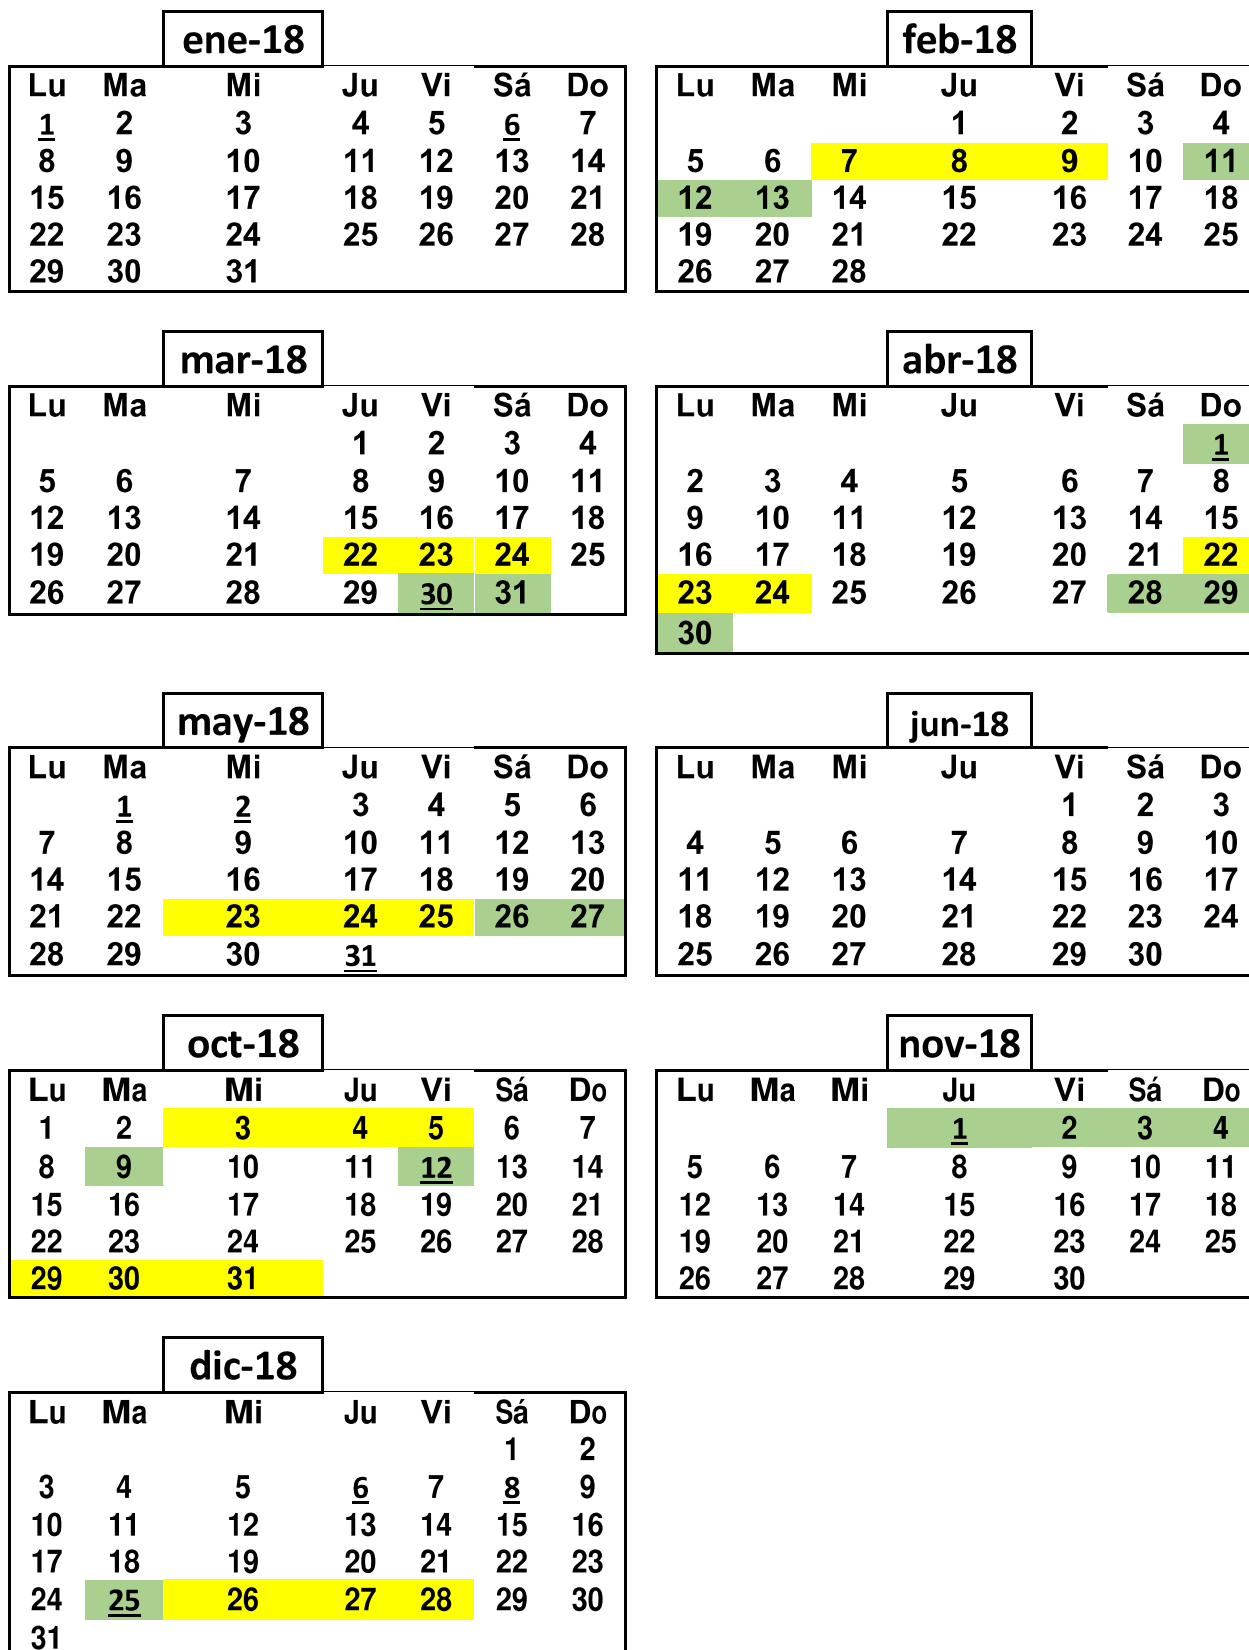 ene-18
Lu Ma Mi Ju Vi Sá Do
1 2 3 4 5 6 7
8 9 10 11 12 13 14
15 16 17 18 19 20 21
22 23 24 25 26 27 28
29 30 31
feb-18
Lu Ma Mi Ju Vi Sá Do
1 2 3 4
5 6 7 8 9 10 11
12 13 14 15 16 17 18
19 20 21 22 23 24 25
26 27 28
mar-18
Lu Ma Mi Ju Vi Sá Do
1 2 3 4
5 6 7 8 9 10 11
12 13 14 15 16 17 18
19 20 21 22 23 24 25
26 27 28 29 30 31
abr-18
Lu Ma Mi Ju Vi Sá Do
1
2 3 4 5 6 7 8
9 10 11 12 13 14 15
16 17 18 19 20 21 22
23 24 25 26 27 28 29
30
may-18
Lu Ma Mi Ju Vi Sá Do
1 2 3 4 5 6
7 8 9 10 11 12 13
14 15 16 17 18 19 20
21 22 23 24 25 26 27
28 29 30 31
jun-18
Lu Ma Mi Ju Vi Sá Do
1 2 3
4 5 6 7 8 9 10
11 12 13 14 15 16 17
18 19 20 21 22 23 24
25 26 27 28 29 30
oct-18
Lu Ma Mi Ju Vi Sá Do
1 2 3 4 5 6 7
8 9 10 11 12 13 14
15 16 17 18 19 20 21
22 23 24 25 26 27 28
29 30 31
nov-18
Lu Ma Mi Ju Vi Sá Do
1 2 3 4
5 6 7 8 9 10 11
12 13 14 15 16 17 18
19 20 21 22 23 24 25
26 27 28 29 30
dic-18
Lu Ma Mi Ju Vi Sá Do
1 2
3 4 5 6 7 8 9
10 11 12 13 14 15 16
17 18 19 20 21 22 23
24 25 26 27 28 29 30
31